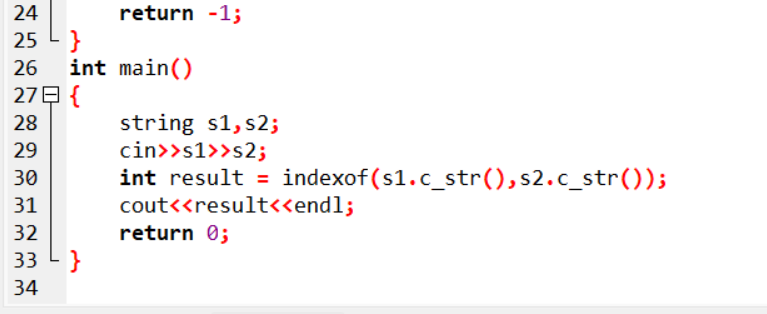 24 return -1;
25 }
26 int main()
27 {
28 string s1,s2;
29 cin>>s1>>s2;
30 int result = indexof(s1.c_str(),s2.c_str());
31 cout<<result<<endl;
32 return 0;
33 }
34